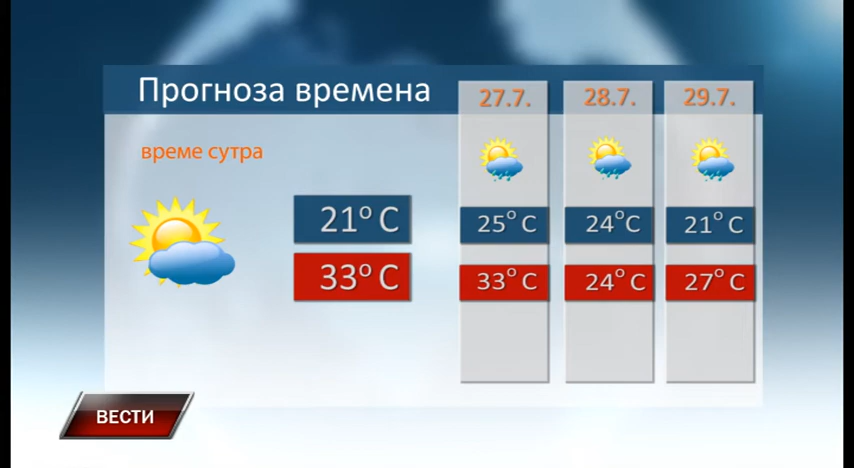 Прогноза времена
27.7.
28.7.
29.7.
време сутра
21°C
33°C
25°C
24°C
21°C
33°C
24°C
27°C
ВЕСТИ